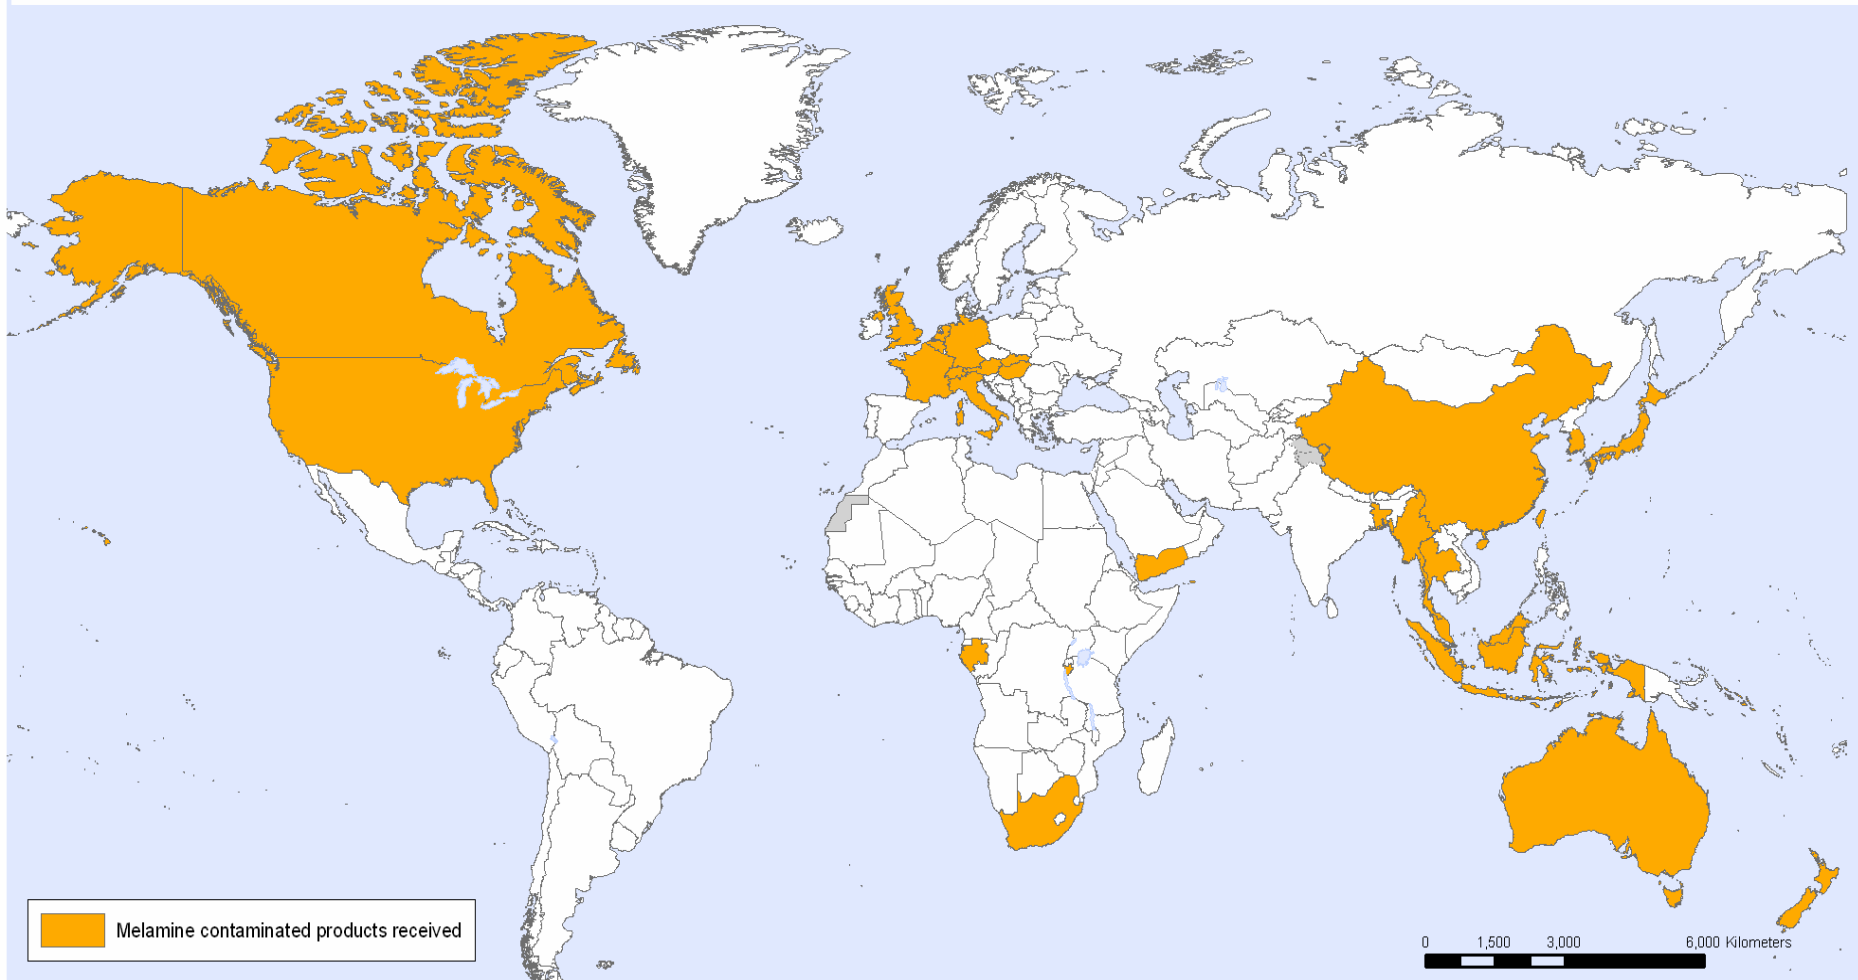 Melamine contaminated products received
0 1,500 3,000 6,000 Kilometers